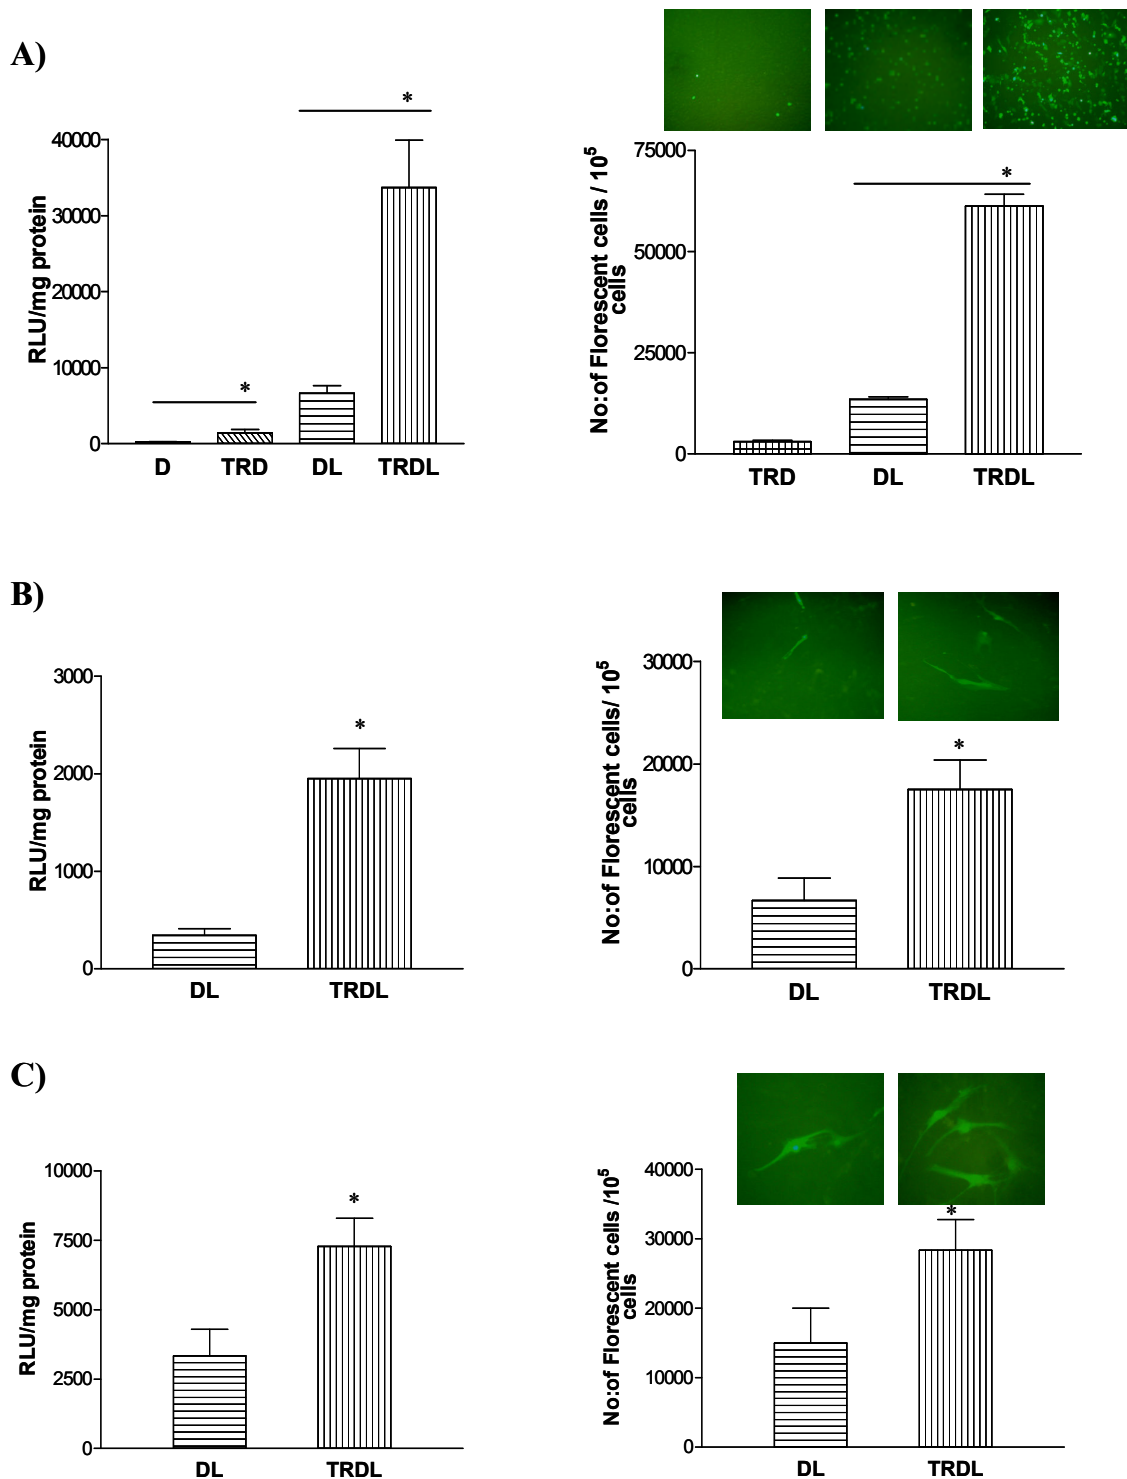 A)
*
40000
30000
20000
10000
0
RLU/mg protein
*
D TRD DL TRDL
75000
50000
25000
0
No:of Florescent cells / 10⁵
cells
*
TRD DL TRDL
B)
3000
2000
1000
0
RLU/mg protein
*
DL TRDL
30000
20000
10000
0
No:of Florescent cells/ 10⁵
cells
*
DL TRDL
C)
10000
7500
5000
2500
0
RLU/mg protein
*
DL TRDL
40000
30000
20000
10000
0
No:of Florescent cells /10⁵
cells
*
DL TRDL